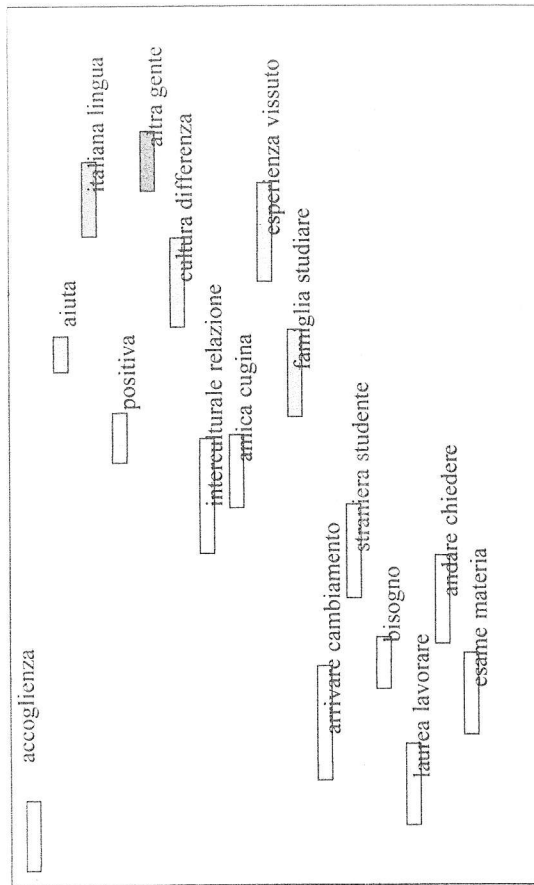 accoglienza
aiuta
italiana lingua
positiva
altra gente
cultura differenza
interculturale relazione
amica cugina
esperienza vissuto
famiglia studiare
arrivare cambiamento
straniera studente
bisogno
laurea lavorare
andare chiedere
esame materia